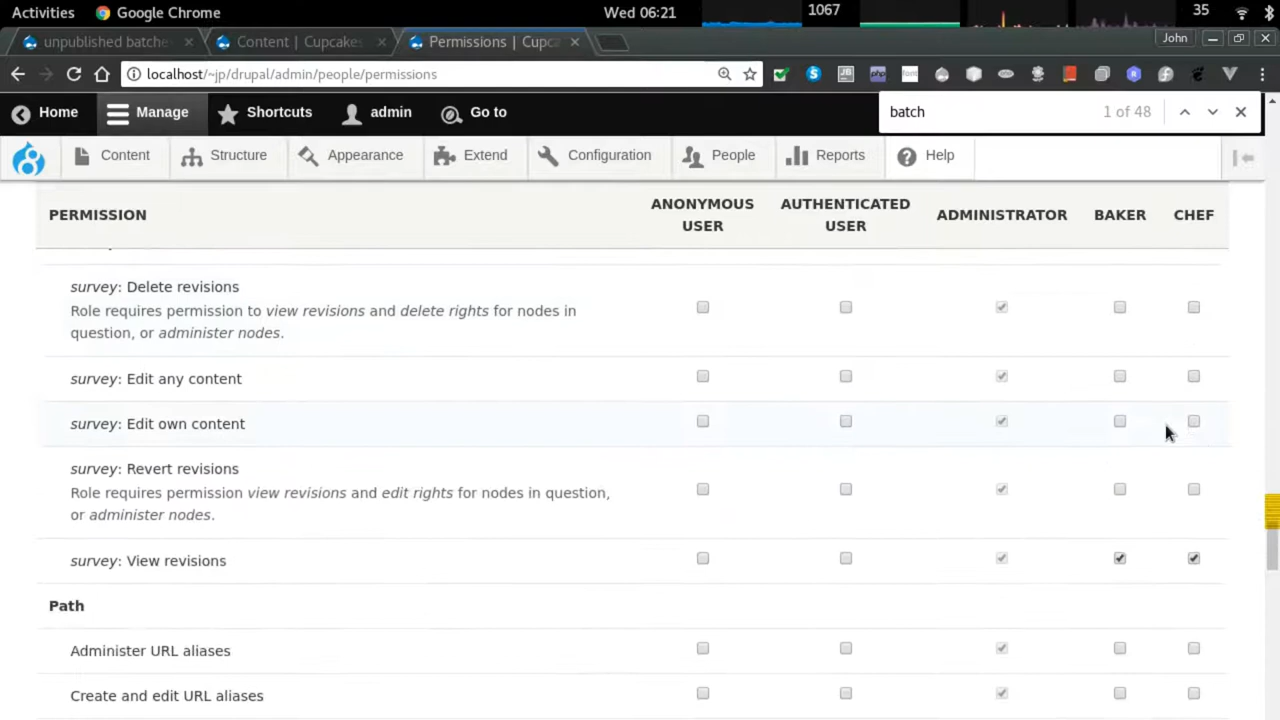 Activities Google Chrome Wed 06:21 1067 35
unpublished batche Content | Cupcake Permissions | Cupca John
localhost/~jp/drupal/admin/people/permissions
Home Manage Shortcuts admin Go to batch 1 of 48
Content Structure Appearance Extend Configuration People Reports Help
PERMISSION ANONYMOUS USER AUTHENTICATED USER ADMINISTRATOR BAKER CHEF
survey: Delete revisions
Role requires permission to view revisions and delete rights for nodes in
question, or administer nodes.
survey: Edit any content
survey: Edit own content
survey: Revert revisions
Role requires permission view revisions and edit rights for nodes in question,
or administer nodes.
survey: View revisions
Path
Administer URL aliases
Create and edit URL aliases